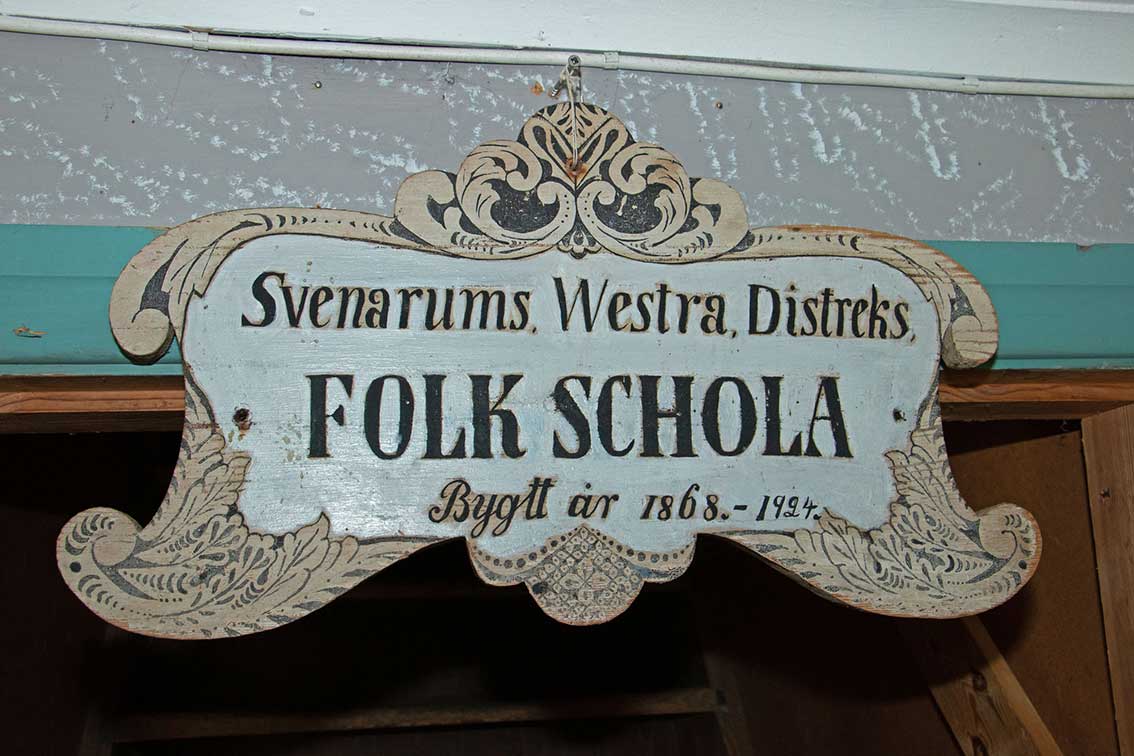 Svenarums. Westra, Distreks,
FOLK SCHOLA
Bygtt år 1868.-1924.